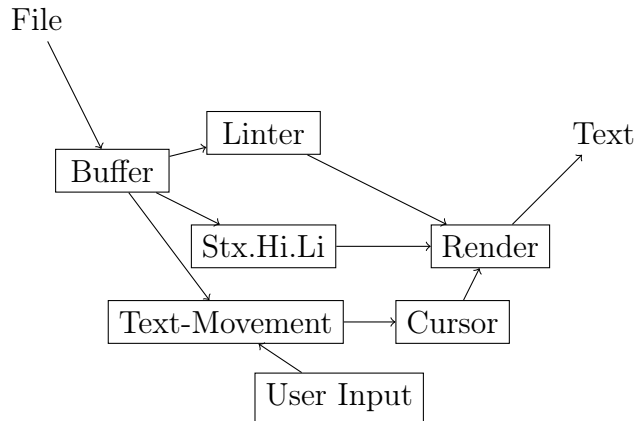 File
Linter
Text
Buffer
Stx.Hi.Li
Render
Text-Movement
Cursor
User Input